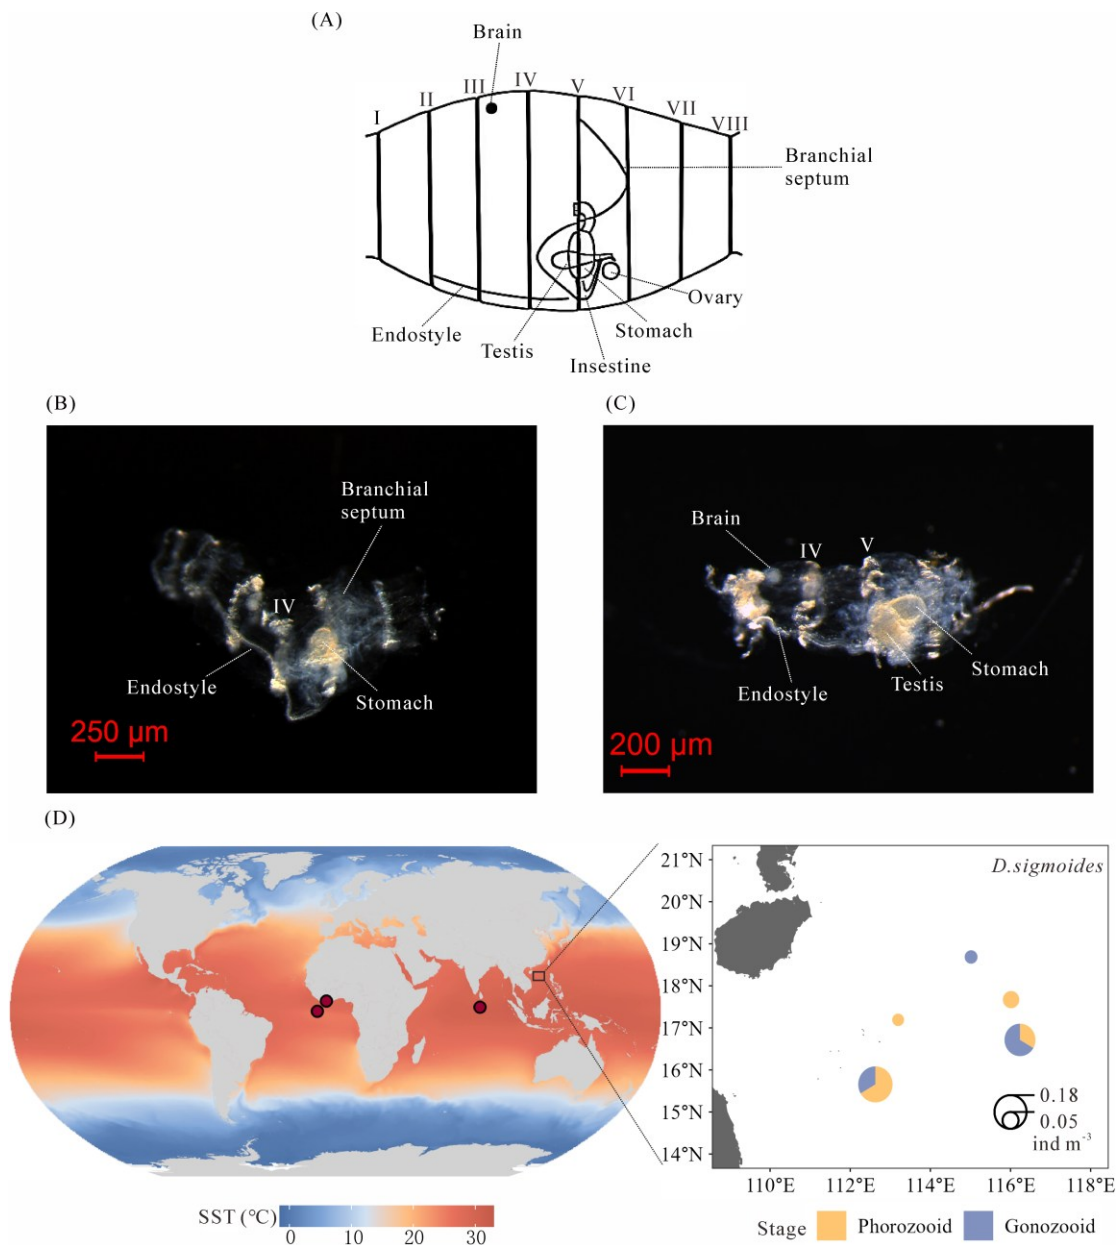 (A)
Brain
I
II
III
IV
V
VI
VII
VIII
Branchial
septum
Ovary
Endostyle
Testis
Stomach
Insestine
(B)
Branchial
septum
IV
Endostyle
Stomach
250 μm
(C)
Brain
IV
V
Endostyle
Testis
Stomach
200 μm
(D)
SST (°C)
0
10
20
30
21°N
20°N
19°N
18°N
17°N
16°N
15°N
14°N
D.sigmoides
0.18
0.05
ind m⁻³
110°E
112°E
114°E
116°E
118°E
Stage
Phorozooid
Gonozooid